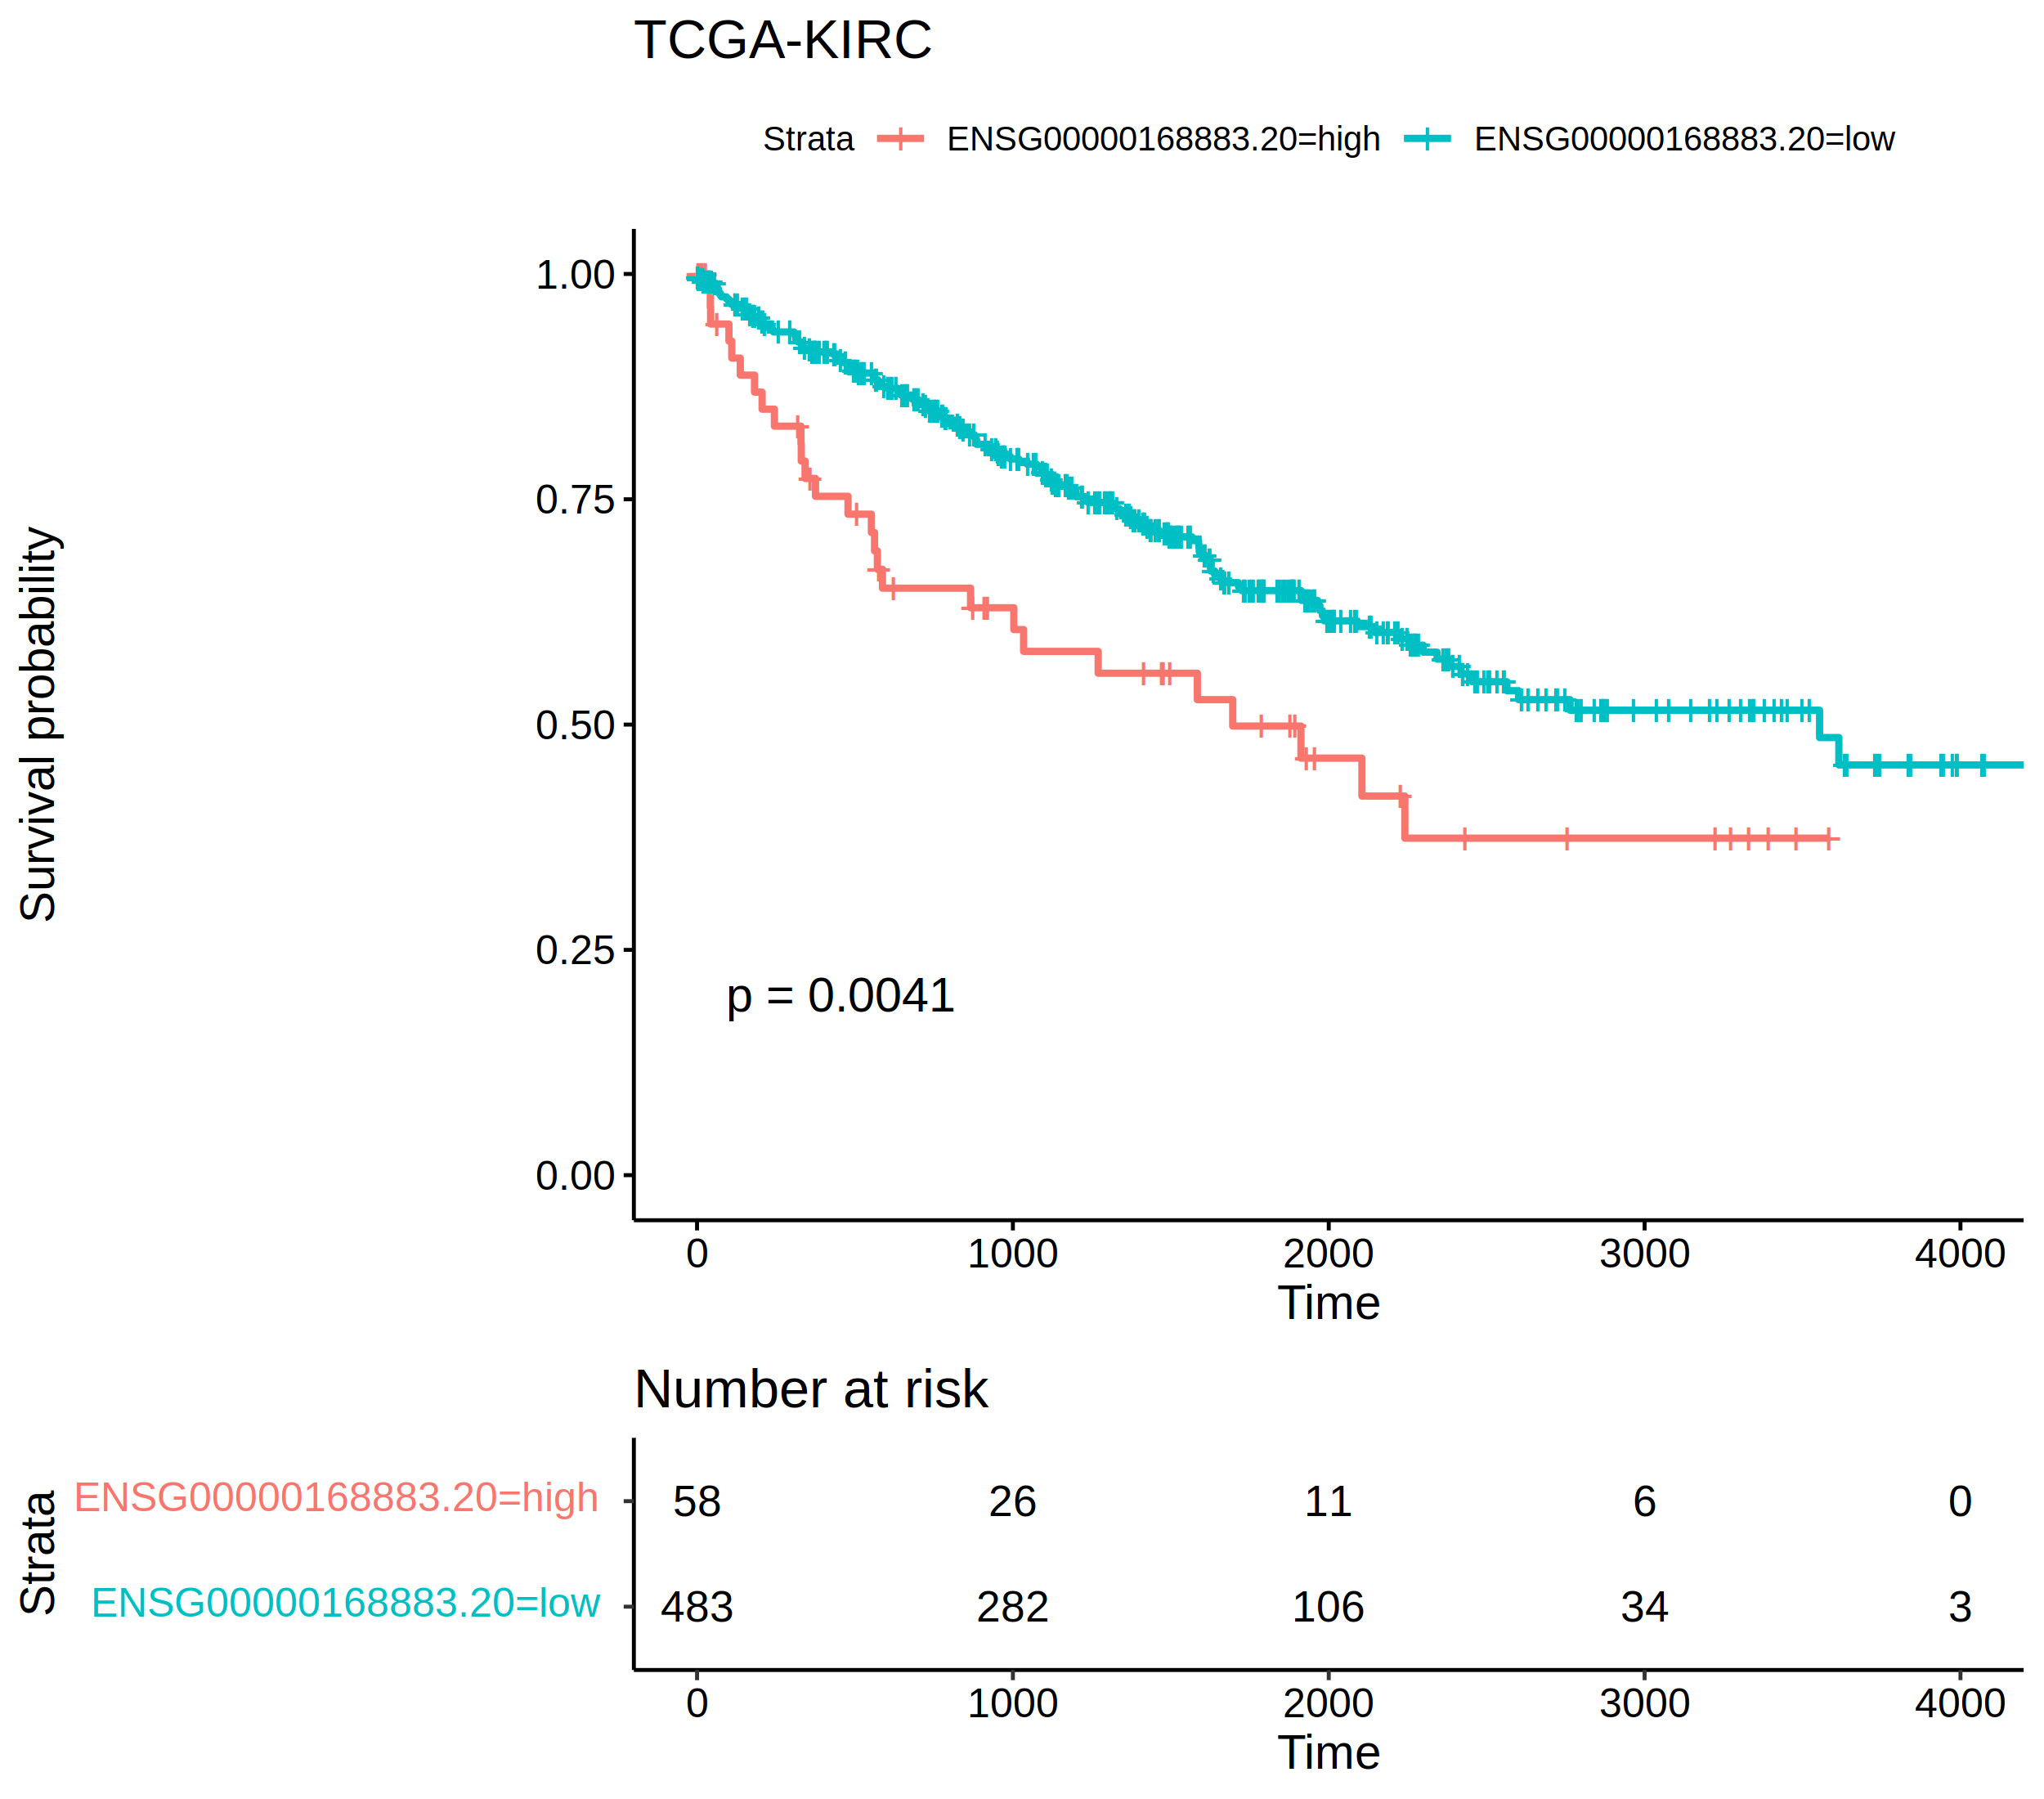 TCGA-KIRC
Strata ENSG00000168883.20=high ENSG00000168883.20=low
Survival probability
1.00
0.75
0.50
0.25
0.00
p = 0.0041
0 1000 2000 3000 4000
Time
Number at risk
Strata
ENSG00000168883.20=high 58 26 11 6 0
ENSG00000168883.20=low 483 282 106 34 3
0 1000 2000 3000 4000
Time